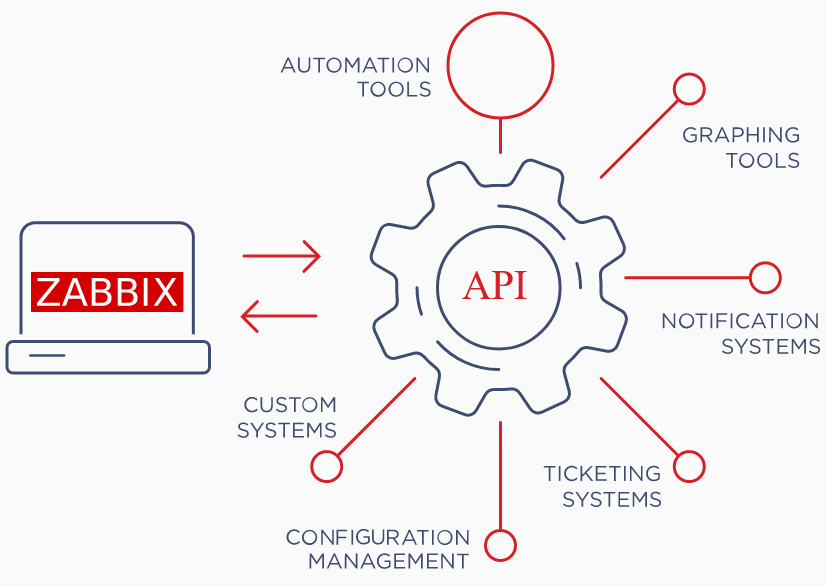 AUTOMATION
TOOLS
GRAPHING
TOOLS
ZABBIX
API
NOTIFICATION
SYSTEMS
CUSTOM
SYSTEMS
TICKETING
SYSTEMS
CONFIGURATION
MANAGEMENT